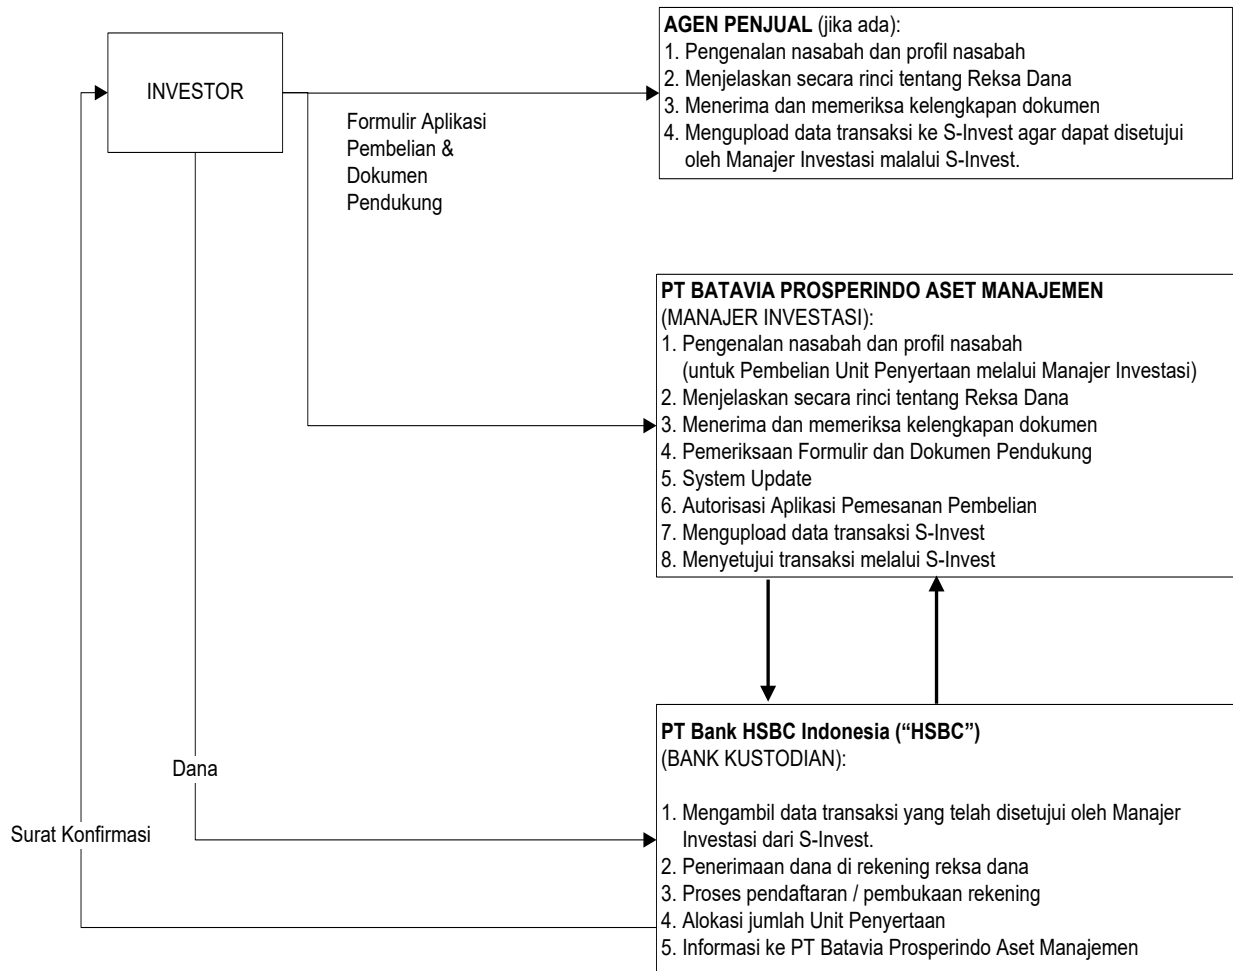 INVESTOR
Formulir Aplikasi
Pembelian &
Dokumen
Pendukung
AGEN PENJUAL (jika ada):
1. Pengenalan nasabah dan profil nasabah
2. Menjelaskan secara rinci tentang Reksa Dana
3. Menerima dan memeriksa kelengkapan dokumen
4. Mengupload data transaksi ke S-Invest agar dapat disetujui
oleh Manajer Investasi malalui S-Invest.
PT BATAVIA PROSPERINDO ASET MANAJEMEN
(MANAJER INVESTASI):
1. Pengenalan nasabah dan profil nasabah
(untuk Pembelian Unit Penyertaan melalui Manajer Investasi)
2. Menjelaskan secara rinci tentang Reksa Dana
3. Menerima dan memeriksa kelengkapan dokumen
4. Pemeriksaan Formulir dan Dokumen Pendukung
5. System Update
6. Autorisasi Aplikasi Pemesanan Pembelian
7. Mengupload data transaksi S-Invest
8. Menyetujui transaksi melalui S-Invest
Dana
Surat Konfirmasi
PT Bank HSBC Indonesia (“HSBC”)
(BANK KUSTODIAN):
1. Mengambil data transaksi yang telah disetujui oleh Manajer
Investasi dari S-Invest.
2. Penerimaan dana di rekening reksa dana
3. Proses pendaftaran / pembukaan rekening
4. Alokasi jumlah Unit Penyertaan
5. Informasi ke PT Batavia Prosperindo Aset Manajemen